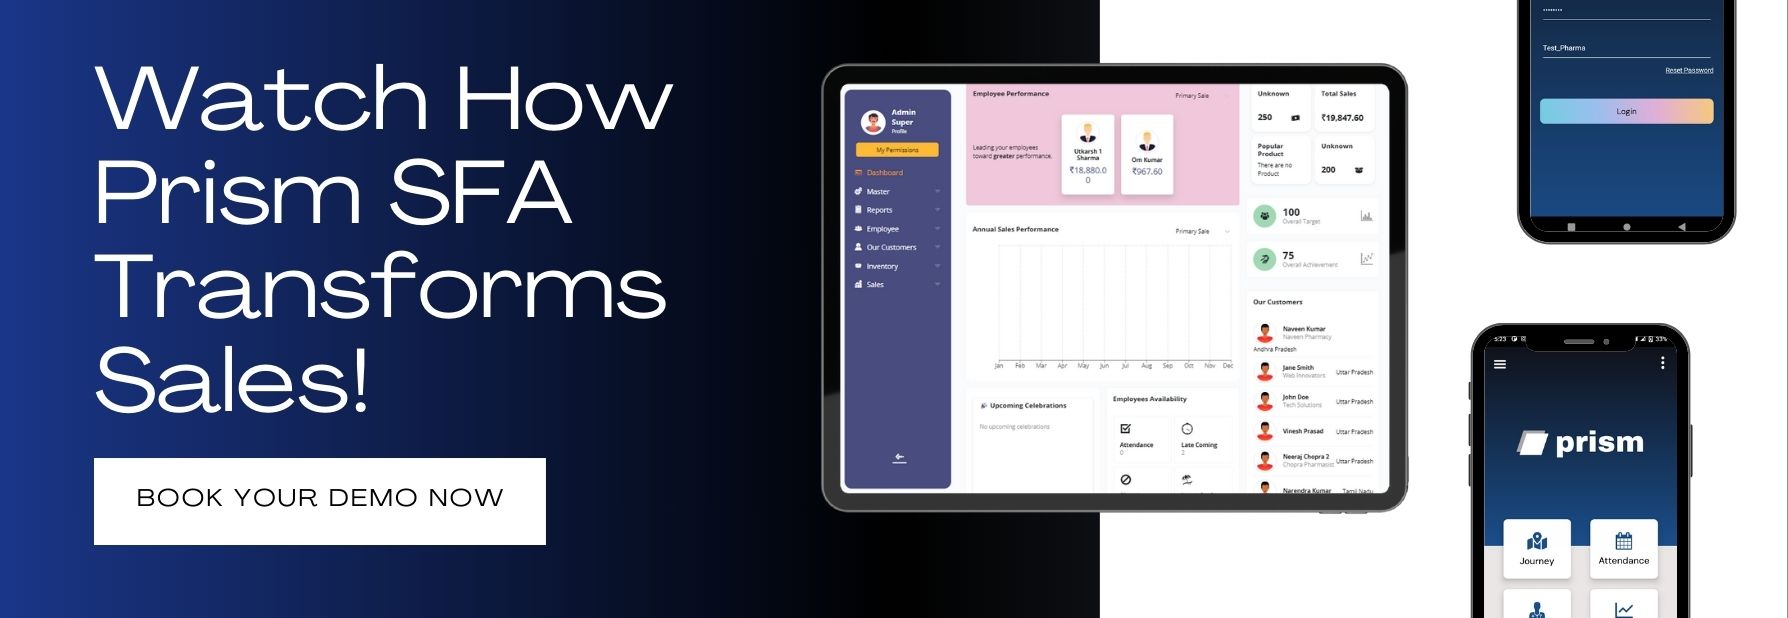 Watch How
Prism SFA
Transforms
Sales!
BOOK YOUR DEMO NOW
Admin
Super
Profile
My Permissions
Dashboard
Master
Reports
Employee
Our Customers
Inventory
Sales
Employee Performance
Primary Sale
Leading your employees
toward greater performance.
Utkarsh 1
Sharma
₹18,880.0
0
Om Kumar
₹967.60
Annual Sales Performance
Primary Sale
Jan Feb Mar Apr May Jun Jul Aug Sep Oct Nov Dec
Upcoming Celebrations
No upcoming celebrations
Employees Availability
Attendance
0
Late Coming
2
Unknown
250
Total Sales
₹19,847.60
Popular
Product
There are no
Product
Unknown
200
100
Overall Target
75
Overall Achievement
Our Customers
Naveen Kumar
Naveen Pharmacy
Andhra Pradesh
Jane Smith
Web Innovators
Uttar Pradesh
John Doe
Tech Solutions
Uttar Pradesh
Vinesh Prasad
Uttar Pradesh
Neeraj Chopra 2
Chopra Pharmacist
Uttar Pradesh
Narendra Kumar
Tamil Nadu
Test_Pharma
Reset Password
Login
5:23
33%
prism
Journey
Attendance